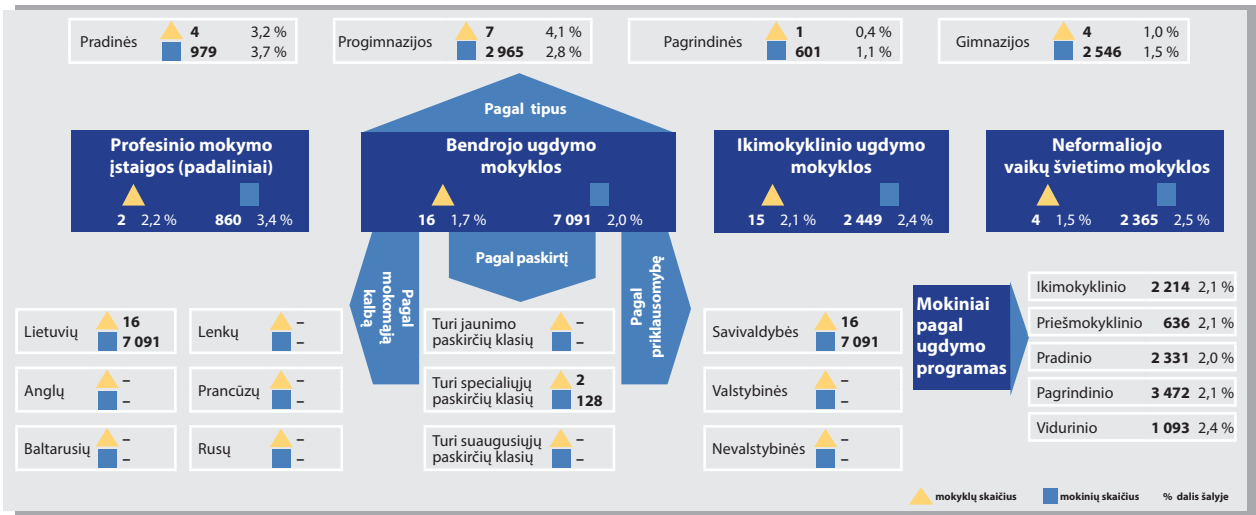 Pradinės 4 3,2 %
979 3,7 %
Progimnazijos 7 4,1 %
2 965 2,8 %
Pagrindinės 1 0,4 %
601 1,1 %
Gimnazijos 4 1,0 %
2 546 1,5 %
Pagal tipus
Profesinio mokymo
įstaigos (padaliniai)
2 2,2 % 860 3,4 %
Bendrojo ugdymo
mokyklos
16 1,7 % 7 091 2,0 %
Ikimokyklinio ugdymo
mokyklos
15 2,1 % 2 449 2,4 %
Neformaliojo
vaikų švietimo mokyklos
4 1,5 % 2 365 2,5 %
Pagal
mokomąją
kalbą
Pagal paskirtį
Pagal
priklausomybę
Lietuvių 16
7 091
Lenkų –
–
Anglų –
–
Prancūzų –
–
Baltarusių –
–
Rusų –
–
Turi jaunimo –
paskirčių klasių –
Turi specialiųjų 2
paskirčių klasių 128
Turi suaugusiųjų –
paskirčių klasių –
Savivaldybės 16
7 091
Valstybinės –
–
Nevalstybinės –
–
Mokiniai
pagal
ugdymo
programas
Ikimokyklinio 2 214 2,1 %
Priešmokyklinio 636 2,1 %
Pradinio 2 331 2,0 %
Pagrindinio 3 472 2,1 %
Vidurinio 1 093 2,4 %
mokyklų skaičius mokinių skaičius % dalis šalyje